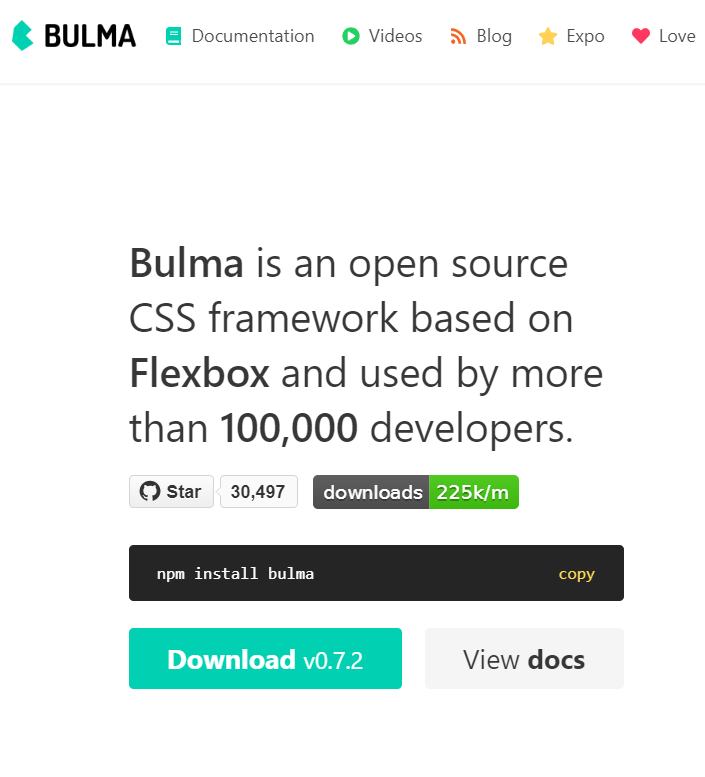 BULMA Documentation Videos Blog Expo Love
Bulma is an open source
CSS framework based on
Flexbox and used by more
than 100,000 developers.
Star 30,497 downloads 225k/m
npm install bulma copy
Download v0.7.2 View docs